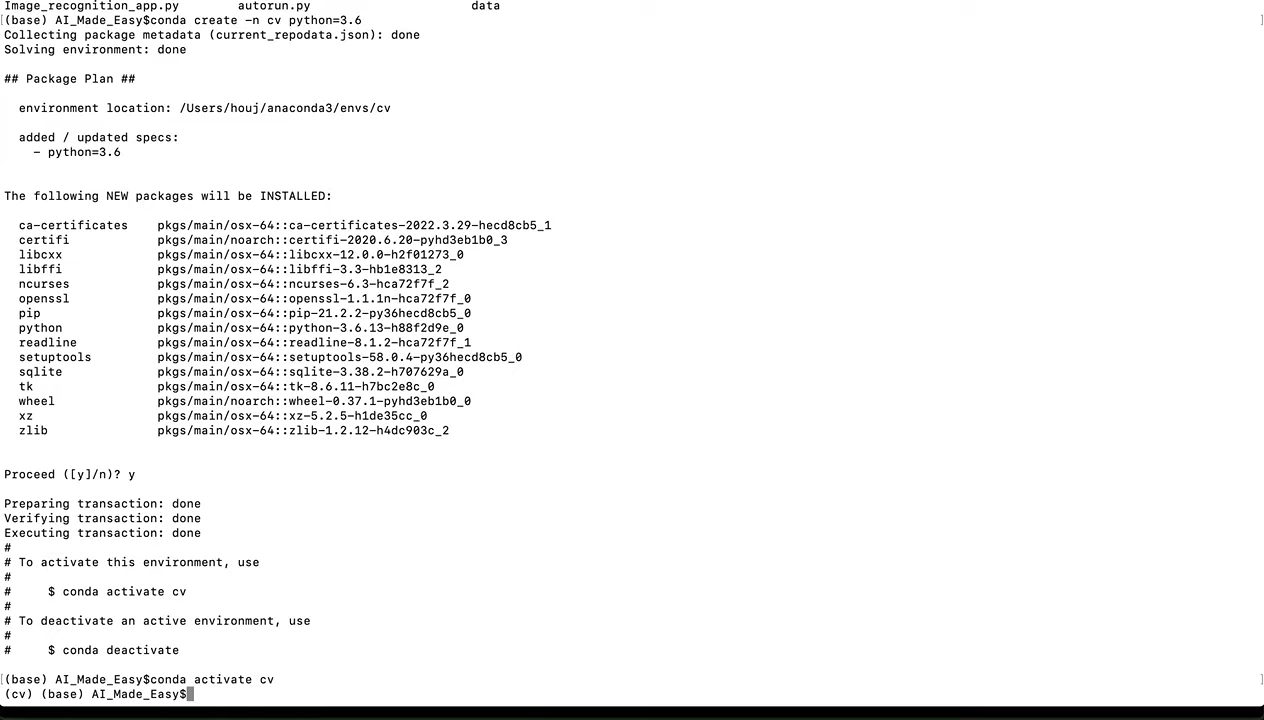 Image_recognition_app.py        autorun.py                      data
[(base) AI_Made_Easy$conda create -n cv python=3.6 ]
Collecting package metadata (current_repodata.json): done
Solving environment: done
## Package Plan ##
  environment location: /Users/houj/anaconda3/envs/cv
  added / updated specs:
    - python=3.6
The following NEW packages will be INSTALLED:
  ca-certificates    pkgs/main/osx-64::ca-certificates-2022.3.29-hecd8cb5_1
  certifi            pkgs/main/noarch::certifi-2020.6.20-pyhd3eb1b0_3
  libcxx             pkgs/main/osx-64::libcxx-12.0.0-h2f01273_0
  libffi             pkgs/main/osx-64::libffi-3.3-hb1e8313_2
  ncurses            pkgs/main/osx-64::ncurses-6.3-hca72f7f_2
  openssl            pkgs/main/osx-64::openssl-1.1.1n-hca72f7f_0
  pip                pkgs/main/osx-64::pip-21.2.2-py36hecd8cb5_0
  python             pkgs/main/osx-64::python-3.6.13-h88f2d9e_0
  readline           pkgs/main/osx-64::readline-8.1.2-hca72f7f_1
  setuptools         pkgs/main/osx-64::setuptools-58.0.4-py36hecd8cb5_0
  sqlite             pkgs/main/osx-64::sqlite-3.38.2-h707629a_0
  tk                 pkgs/main/osx-64::tk-8.6.11-h7bc2e8c_0
  wheel              pkgs/main/noarch::wheel-0.37.1-pyhd3eb1b0_0
  xz                 pkgs/main/osx-64::xz-5.2.5-h1de35cc_0
  zlib               pkgs/main/osx-64::zlib-1.2.12-h4dc903c_2
Proceed ([y]/n)? y
Preparing transaction: done
Verifying transaction: done
Executing transaction: done
#
# To activate this environment, use
#
#     $ conda activate cv
#
# To deactivate an active environment, use
#
#     $ conda deactivate
[(base) AI_Made_Easy$conda activate cv ]
(cv) (base) AI_Made_Easy$